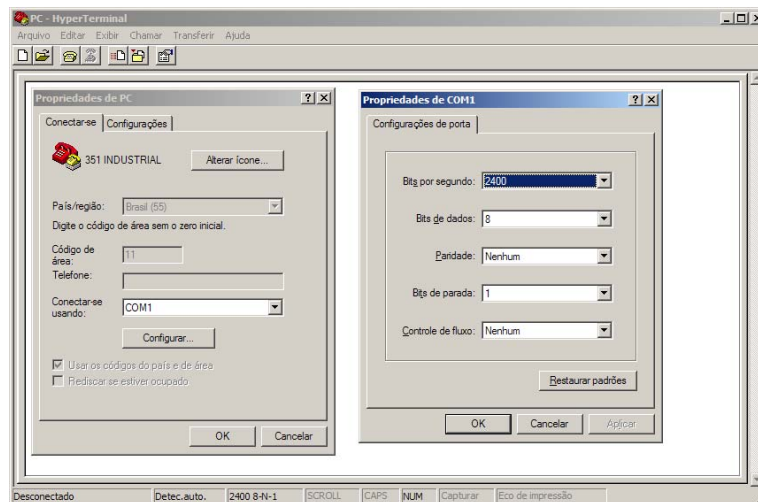 PC - HyperTerminal
Arquivo Editar Exibir Chamar Transferir Ajuda
Propriedades de PC
Conectar-se Configurações
351 INDUSTRIAL Alterar ícone...
País/região: Brasil (55)
Digite o código de área sem o zero inicial.
Código de área: 11
Telefone:
Conectar-se usando: COM1
Configurar...
Usar os códigos do país e de área
Rediscar se estiver ocupado
OK Cancelar
Propriedades de COM1
Configurações de porta
Bits por segundo: 2400
Bits de dados: 8
Paridade: Nenhum
Bits de parada: 1
Controle de fluxo: Nenhum
Restaurar padrões
OK Cancelar Aplicar
Desconectado Detec.auto. 2400 8-N-1 SCROLL CAPS NUM Capturar Eco de impressão